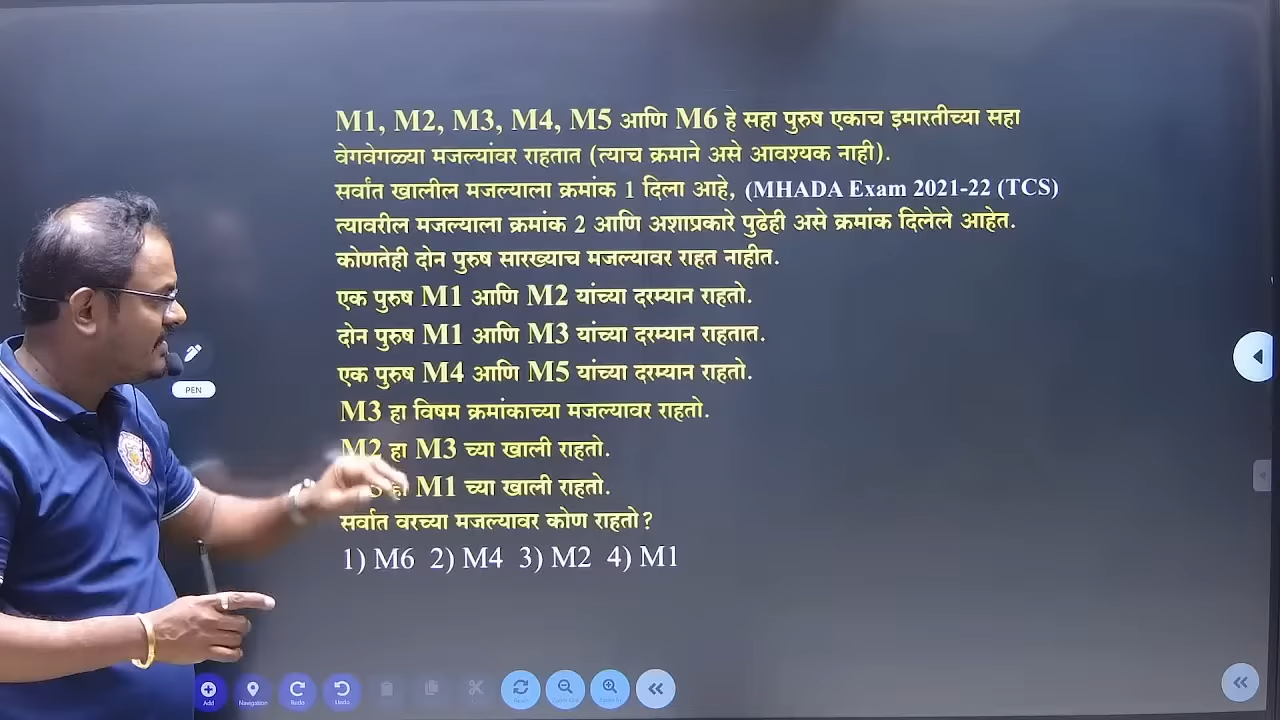 M1, M2, M3, M4, M5 आणि M6 हे सहा पुरुष एकाच इमारतीच्या सहा
वेगवेगळ्या मजल्यांवर राहतात (त्याच क्रमाने असे आवश्यक नाही).
सर्वांत खालील मजल्याला क्रमांक 1 दिला आहे, (MHADA Exam 2021-22 (TCS)
त्यावरील मजल्याला क्रमांक 2 आणि अशाप्रकारे पुढेही असे क्रमांक दिलेले आहेत.
कोणतेही दोन पुरुष सारख्याच मजल्यावर राहत नाहीत.
एक पुरुष M1 आणि M2 यांच्या दरम्यान राहतो.
दोन पुरुष M1 आणि M3 यांच्या दरम्यान राहतात.
एक पुरुष M4 आणि M5 यांच्या दरम्यान राहतो.
M3 हा विषम क्रमांकाच्या मजल्यावर राहतो.
M2 हा M3 च्या खाली राहतो.
हा M1 च्या खाली राहतो.
सर्वात वरच्या मजल्यावर कोण राहतो?
1) M6 2) M4 3) M2 4) M1
PEN
Add Navigation Redo Undo